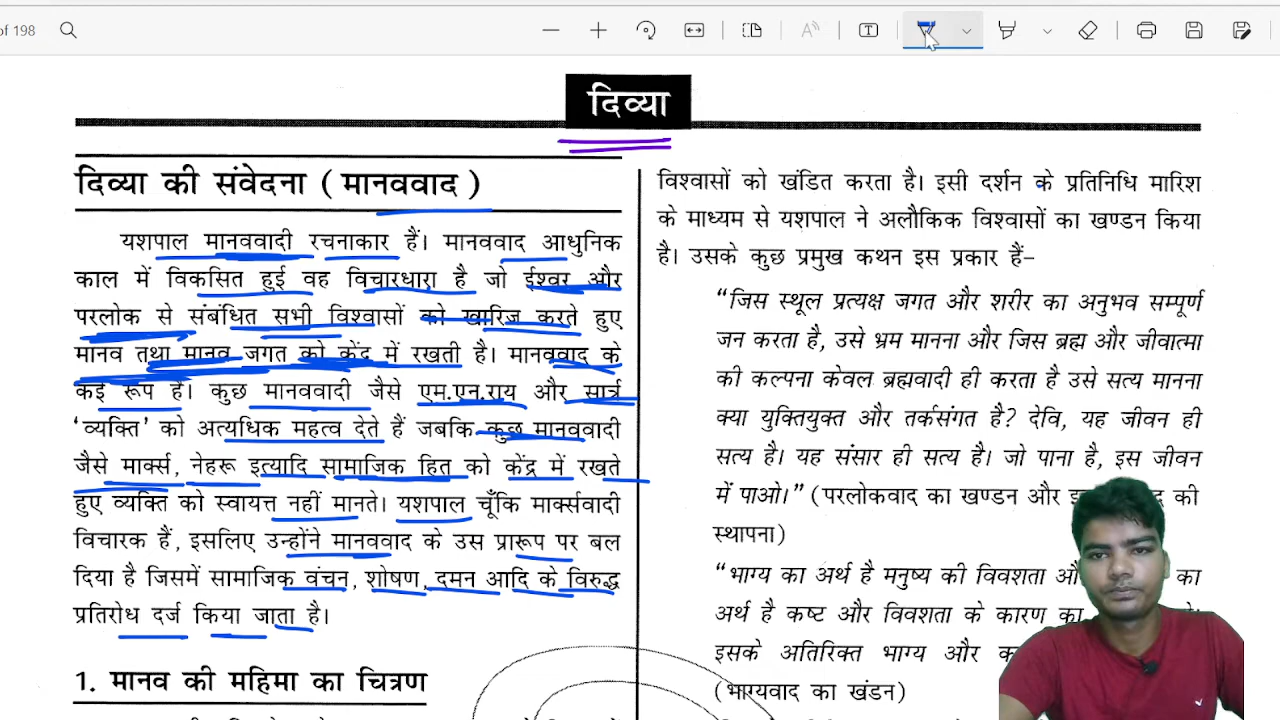 of 198
दिव्या
दिव्या की संवेदना (मानववाद)
यशपाल मानववादी रचनाकार हैं। मानववाद आधुनिक
काल में विकसित हुई वह विचारधारा है जो ईश्वर और
परलोक से संबंधित सभी विश्वासों को खारिज करते हुए
मानव तथा मानव जगत को केंद्र में रखती है। मानववाद के
कई रूप हैं। कुछ मानववादी जैसे एम.एन.राय और सार्त्र
‘व्यक्ति’ को अत्यधिक महत्व देते हैं जबकि कुछ मानववादी
जैसे मार्क्स, नेहरू इत्यादि सामाजिक हित को केंद्र में रखते
हुए व्यक्ति को स्वायत्त नहीं मानते। यशपाल चूँकि मार्क्सवादी
विचारक हैं, इसलिए उन्होंने मानववाद के उस प्रारूप पर बल
दिया है जिसमें सामाजिक वंचन, शोषण, दमन आदि के विरुद्ध
प्रतिरोध दर्ज किया जाता है।
1. मानव की महिमा का चित्रण
विश्वासों को खंडित करता है। इसी दर्शन के प्रतिनिधि मारिश
के माध्यम से यशपाल ने अलौकिक विश्वासों का खण्डन किया
है। उसके कुछ प्रमुख कथन इस प्रकार हैं-
“जिस स्थूल प्रत्यक्ष जगत और शरीर का अनुभव सम्पूर्ण
जन करता है, उसे भ्रम मानना और जिस ब्रह्म और जीवात्मा
की कल्पना केवल ब्रह्मवादी ही करता है उसे सत्य मानना
क्या युक्तियुक्त और तर्कसंगत है? देवि, यह जीवन ही
सत्य है। यह संसार ही सत्य है। जो पाना है, इस जीवन
में पाओ।” (परलोकवाद का खण्डन और की
स्थापना)
“भाग्य का अर्थ है मनुष्य की विवशता का
अर्थ है कष्ट और विवशता के कारण का
इसके अतिरिक्त भाग्य और
(भाग्यवाद का खंडन)